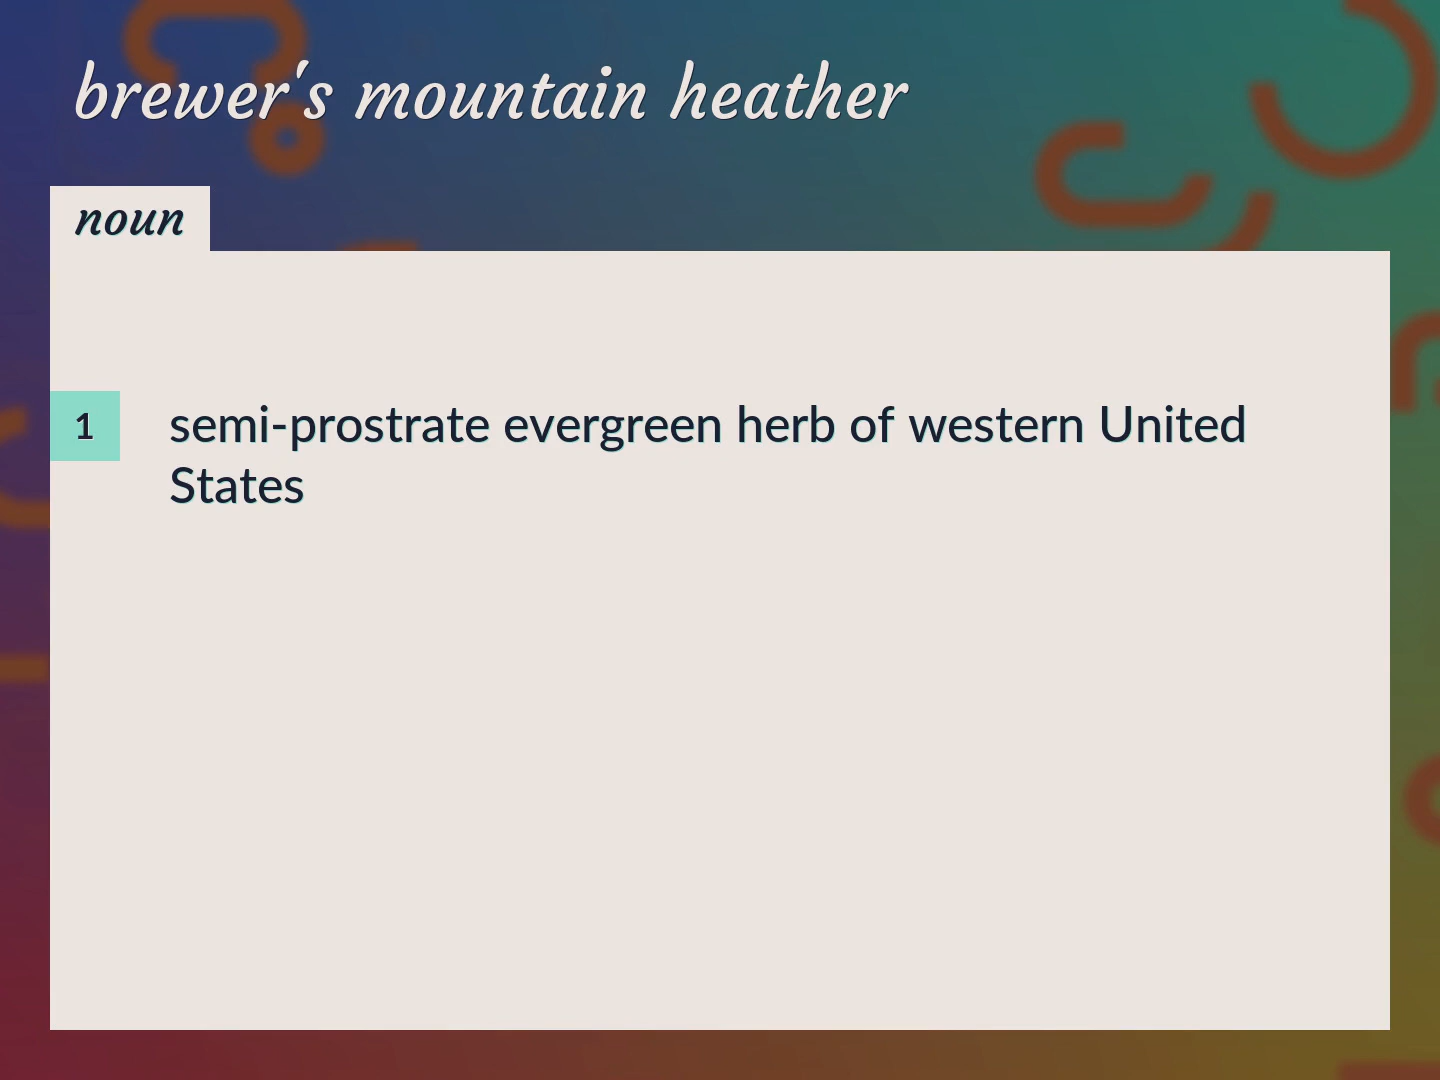 brewer's mountain heather
noun
1
semi-prostrate evergreen herb of western United
States